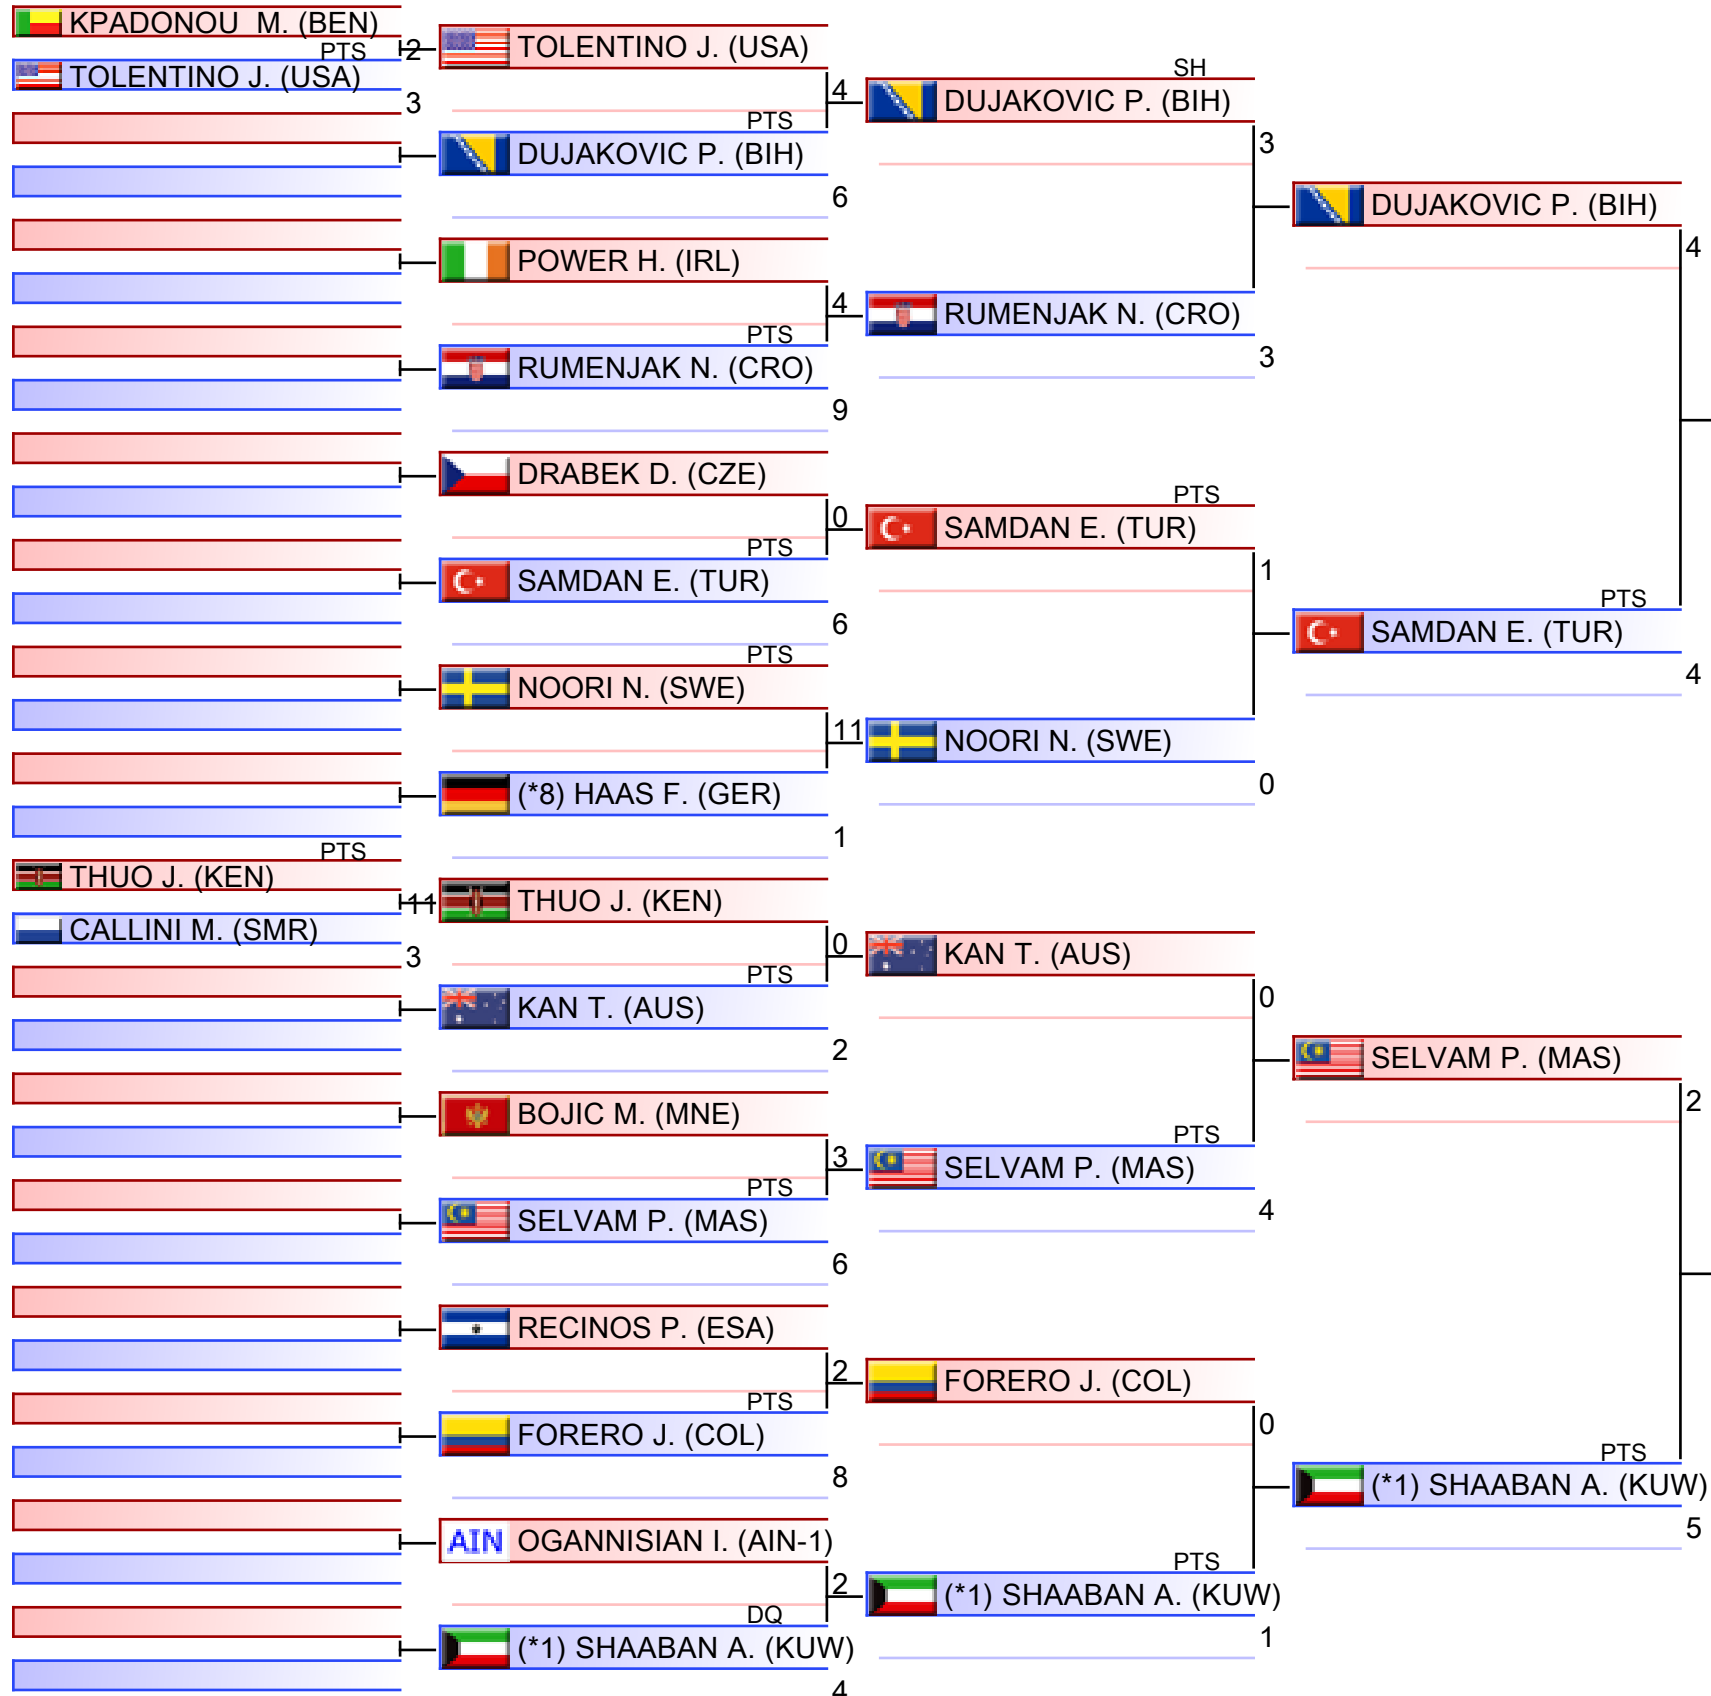 KPADONOU  M. (BEN)
PTS
2
TOLENTINO J. (USA)
3
THUO J. (KEN)
PTS
11
CALLINI M. (SMR)
3
TOLENTINO J. (USA)
4
PTS
DUJAKOVIC P. (BIH)
6
POWER H. (IRL)
4
PTS
RUMENJAK N. (CRO)
9
DRABEK D. (CZE)
0
PTS
SAMDAN E. (TUR)
6
PTS
NOORI N. (SWE)
11
(*8) HAAS F. (GER)
1
THUO J. (KEN)
0
PTS
KAN T. (AUS)
2
BOJIC M. (MNE)
3
PTS
SELVAM P. (MAS)
6
RECINOS P. (ESA)
2
PTS
FORERO J. (COL)
8
AIN OGANNISIAN I. (AIN-1)
2
DQ
(*1) SHAABAN A. (KUW)
4
SH
DUJAKOVIC P. (BIH)
3
RUMENJAK N. (CRO)
3
PTS
SAMDAN E. (TUR)
1
NOORI N. (SWE)
0
KAN T. (AUS)
0
PTS
SELVAM P. (MAS)
4
FORERO J. (COL)
0
PTS
(*1) SHAABAN A. (KUW)
1
DUJAKOVIC P. (BIH)
4
PTS
SAMDAN E. (TUR)
4
SELVAM P. (MAS)
2
PTS
(*1) SHAABAN A. (KUW)
5